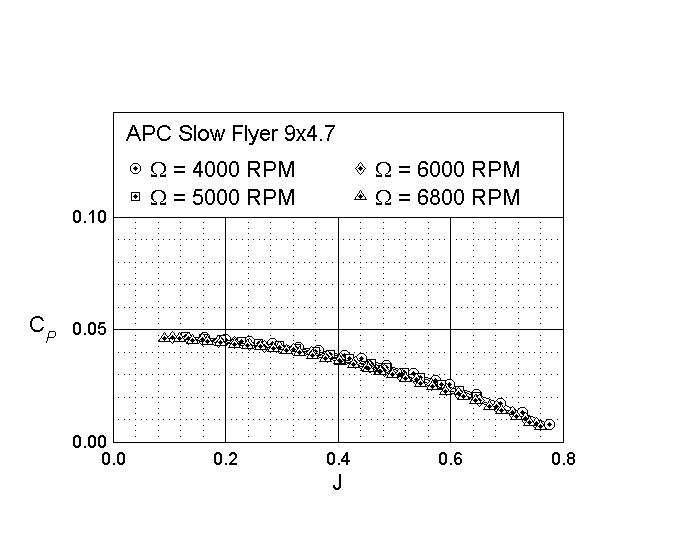 APC Slow Flyer 9x4.7
Ω = 4000 RPM
Ω = 6000 RPM
Ω = 5000 RPM
Ω = 6800 RPM
0.10
0.05
0.00
C_P
0.0 0.2 0.4 0.6 0.8
J